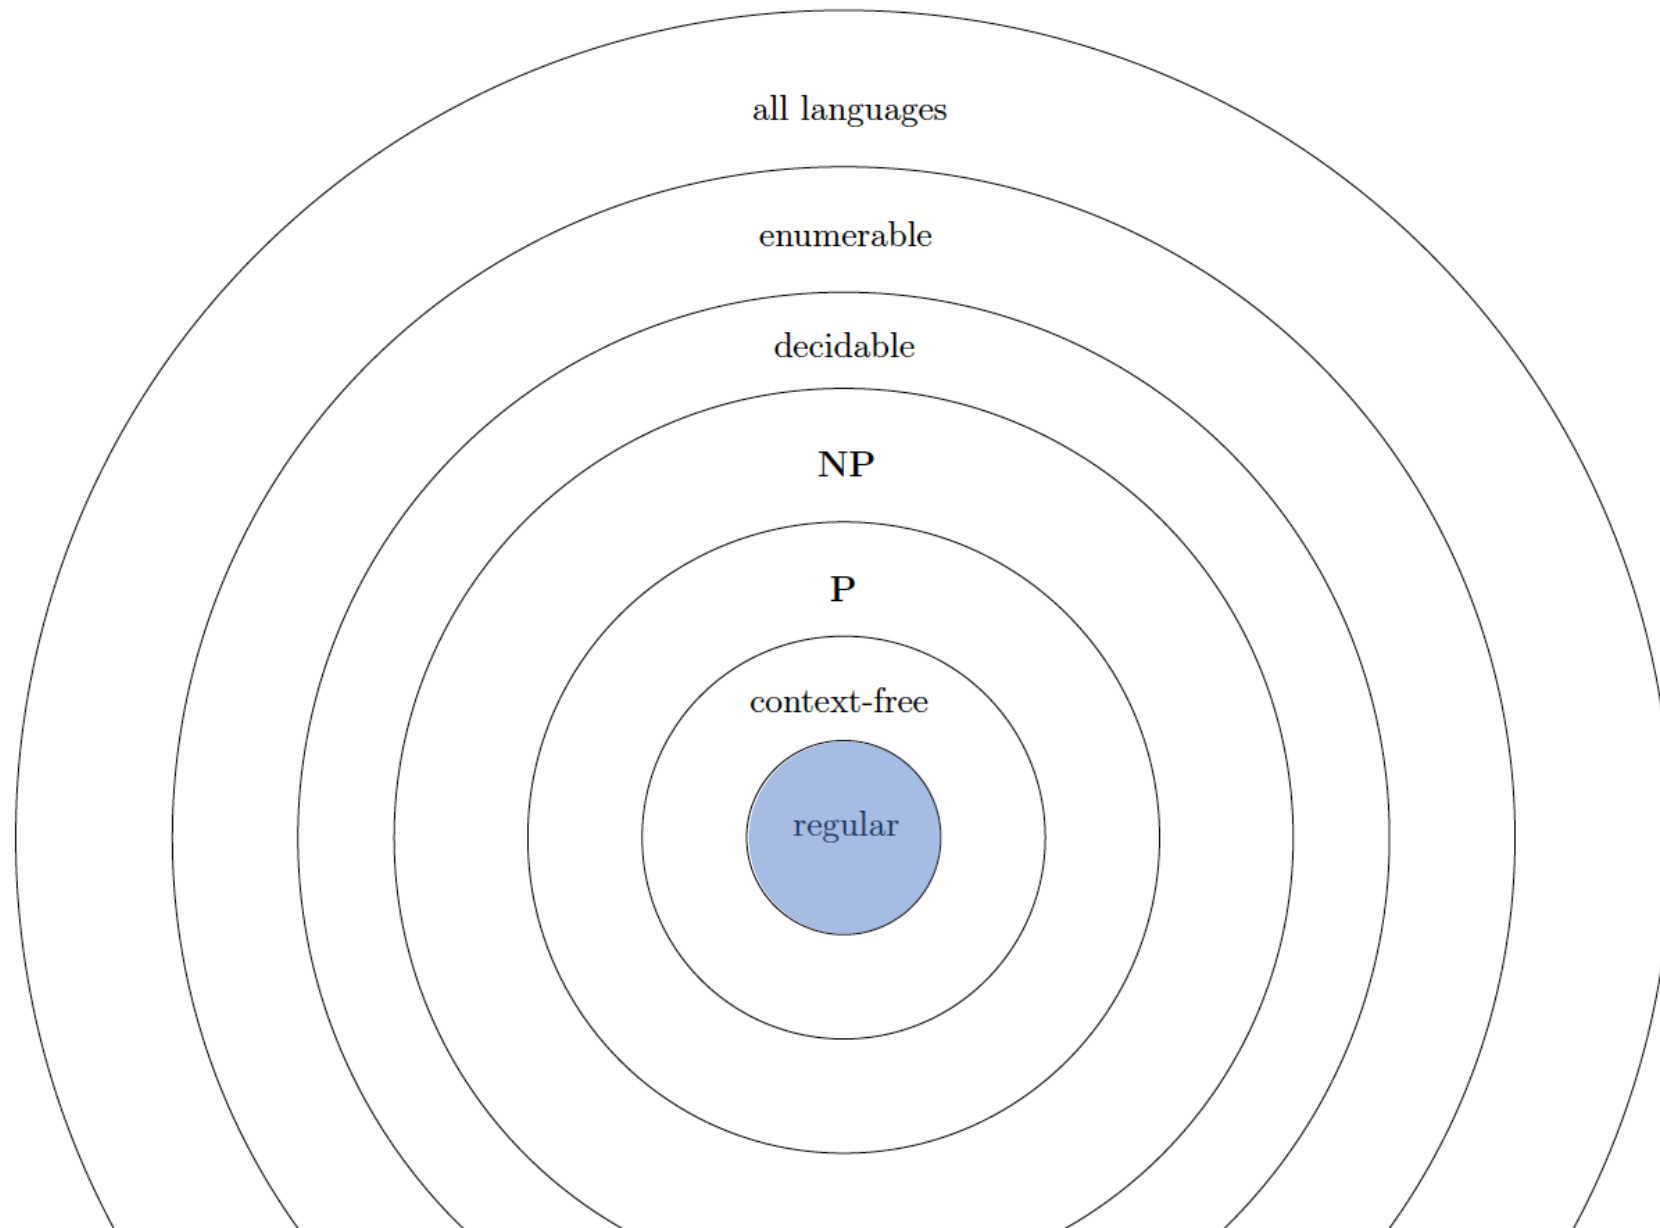 all languages
enumerable
decidable
NP
P
context-free
regular